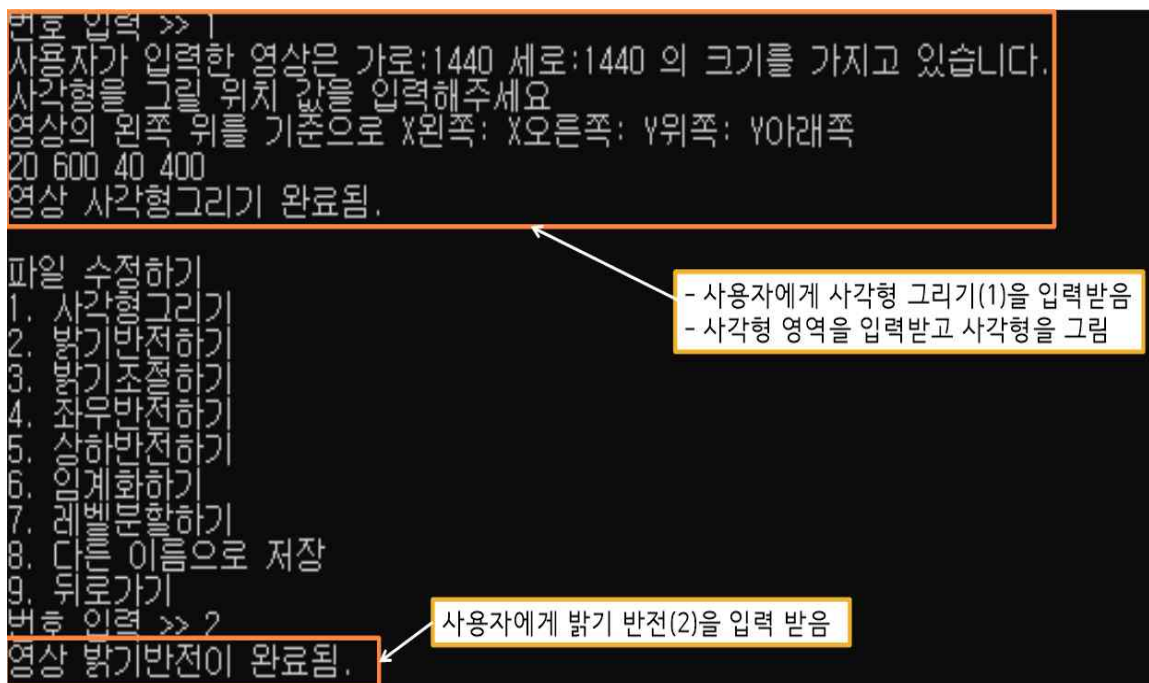 번호 입력 >> 1
사용자가 입력한 영상은 가로:1440 세로:1440 의 크기를 가지고 있습니다.
사각형을 그릴 위치 값을 입력해주세요
영상의 왼쪽 위를 기준으로 X왼쪽: X오른쪽: Y위쪽: Y아래쪽
20 600 40 400
영상 사각형그리기 완료됨.
- 사용자에게 사각형 그리기(1)을 입력받음
- 사각형 영역을 입력받고 사각형을 그림
파일 수정하기
1. 사각형그리기
2. 밝기반전하기
3. 밝기조절하기
4. 좌우반전하기
5. 상하반전하기
6. 임계화하기
7. 레벨분할하기
8. 다른 이름으로 저장
9. 뒤로가기
번호 입력 >> 2
사용자에게 밝기 반전(2)을 입력 받음
영상 밝기반전이 완료됨.